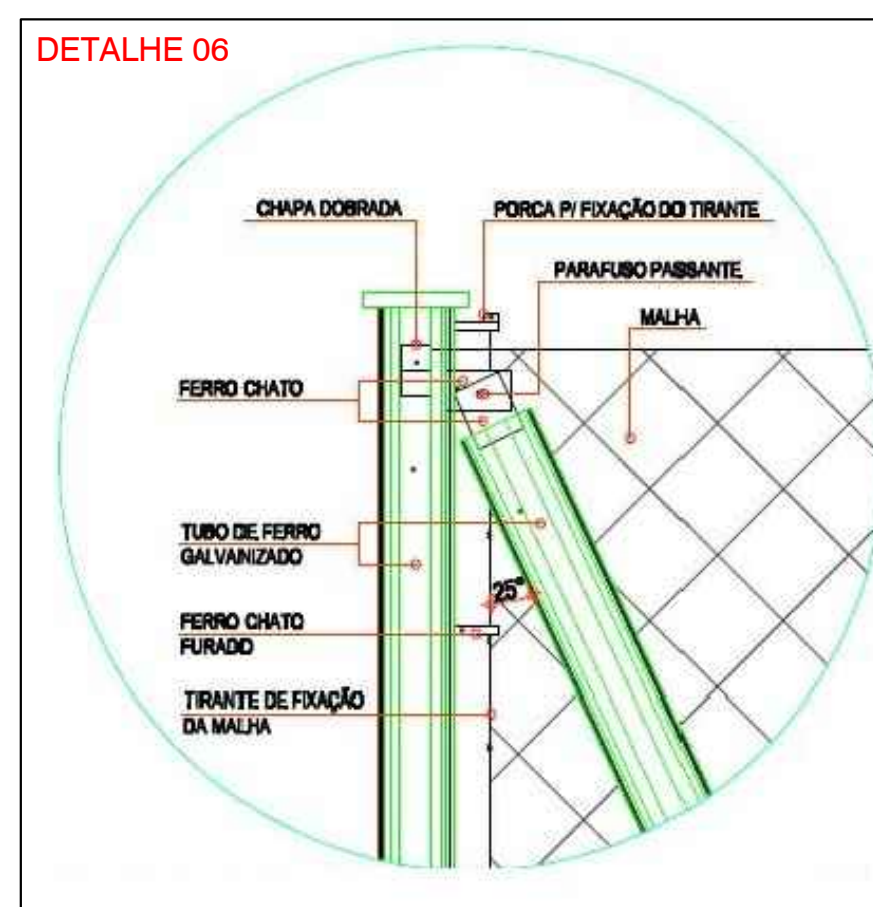 DETALHE 06
CHAPA DOBRADA
PORCA P/ FIXAÇÃO DO TIRANTE
PARAFUSO PASSANTE
MALHA
FERRO CHATO
TUBO DE FERRO
GALVANIZADO
25°
FERRO CHATO
FURADO
TIRANTE DE FIXAÇÃO
DA MALHA